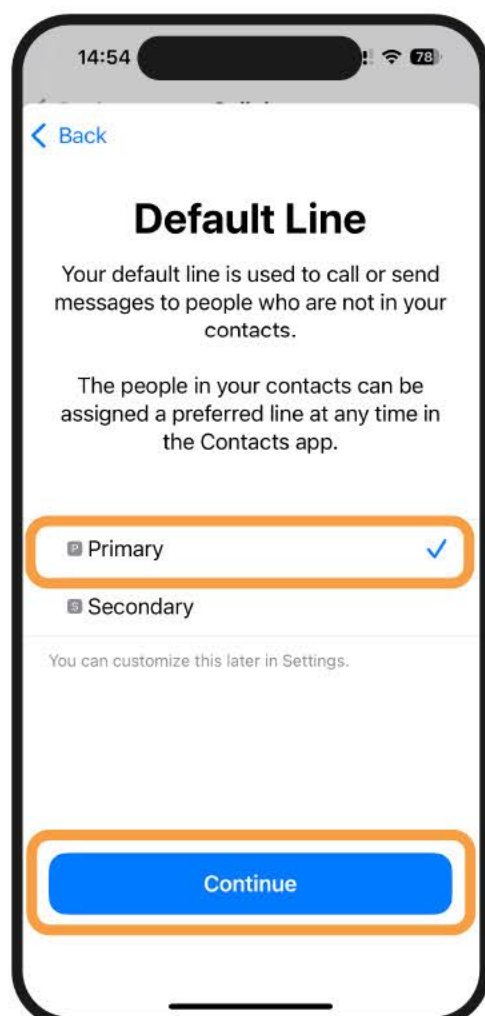 14:54
78
Back
Default Line
Your default line is used to call or send
messages to people who are not in your
contacts.
The people in your contacts can be
assigned a preferred line at any time in
the Contacts app.
P Primary
S Secondary
You can customize this later in Settings.
Continue